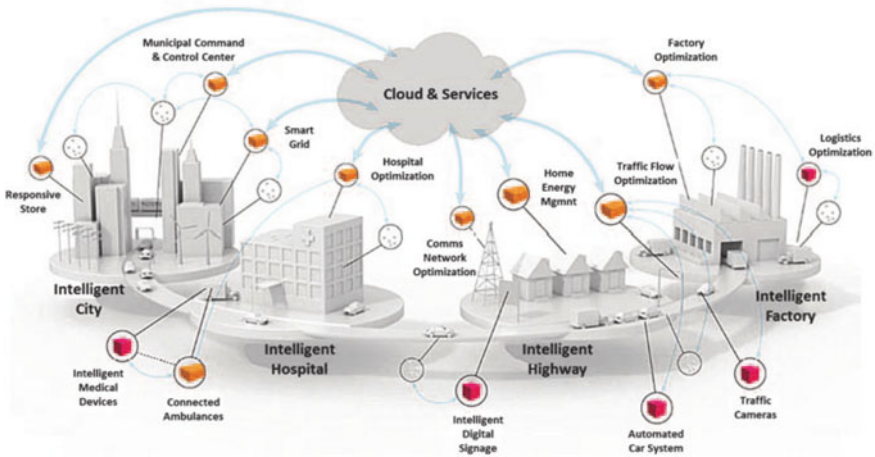 Municipal Command
& Control Center
Factory
Optimization
Cloud & Services
Smart
Grid
Hospital
Optimization
Home
Energy
Mgmnt
Traffic Flow
Optimization
Logistics
Optimization
Responsive
Store
Comms
Network
Optimization
Intelligent
City
Intelligent
Hospital
Intelligent
Highway
Intelligent
Factory
Intelligent
Medical
Devices
Connected
Ambulances
Intelligent
Digital
Signage
Automated
Car System
Traffic
Cameras